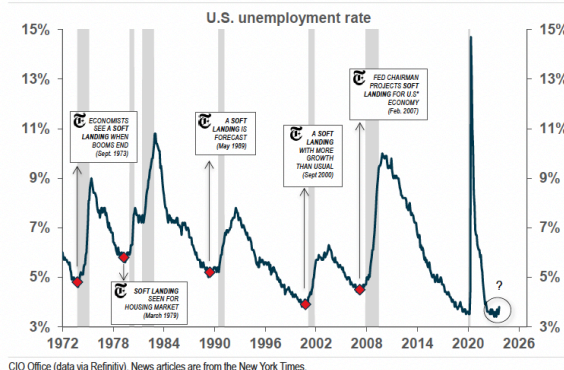 U.S. unemployment rate
15%
13%
11%
9%
7%
5%
3%
15%
13%
11%
9%
7%
5%
3%
ECONOMISTS
SEE A SOFT
LANDING WHEN
BOOMS END
(Sept. 1973)
SOFT LANDING
SEEN FOR
HOUSING MARKET
(March 1979)
A SOFT
LANDING IS
FORECAST
(May 1989)
A SOFT
LANDING
WITH MORE
GROWTH
THAN USUAL
(Sept 2000)
FED CHAIRMAN
PROJECTS SOFT
LANDING FOR U.S*
ECONOMY
(Feb. 2007)
?
1972 1978 1984 1990 1996 2002 2008 2014 2020 2026
CIO Office (data via Refinitiv). News articles are from the New York Times.